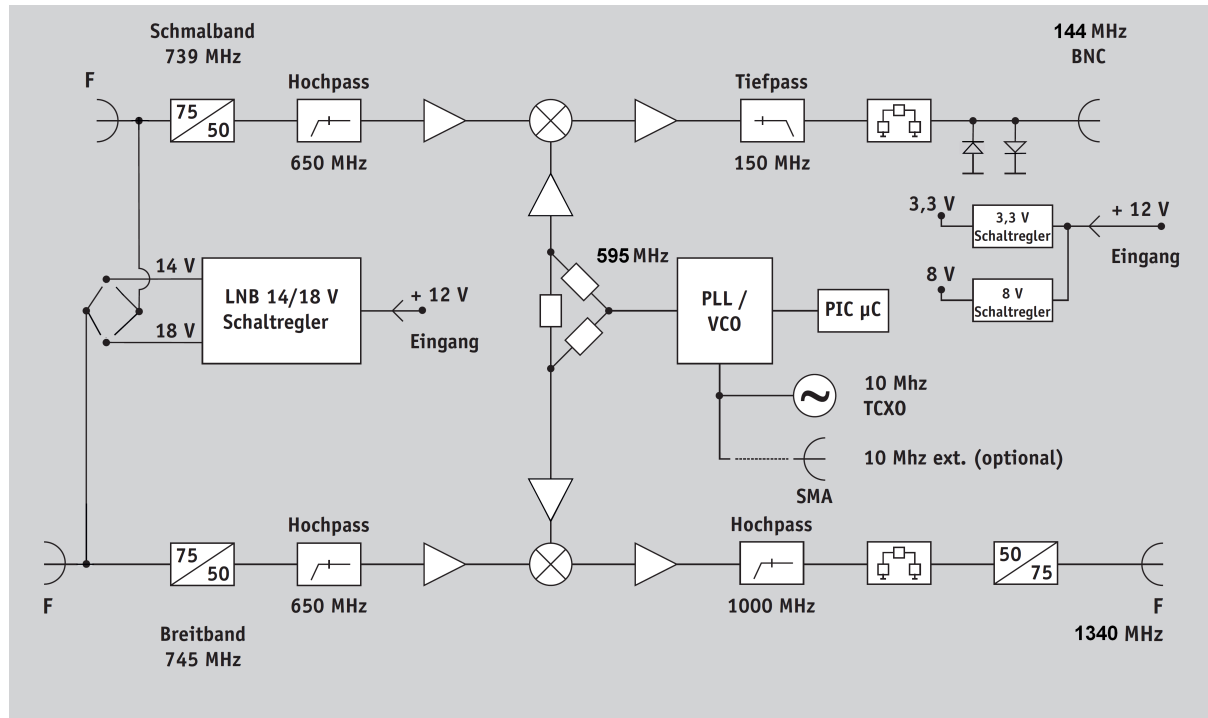 Schmalband
739 MHz
144 MHz
BNC
F
Hochpass
Tiefpass
75
50
650 MHz
150 MHz
3,3 V
3,3 V
Schaltregler
+ 12 V
Eingang
8 V
8 V
Schaltregler
595 MHz
14 V
18 V
LNB 14/18 V
Schaltregler
+ 12 V
Eingang
PLL /
VCO
PIC µC
~
10 Mhz
TCXO
10 Mhz ext. (optional)
SMA
Hochpass
Hochpass
75
50
50
75
F
650 MHz
1000 MHz
F
Breitband
745 MHz
1340 MHz